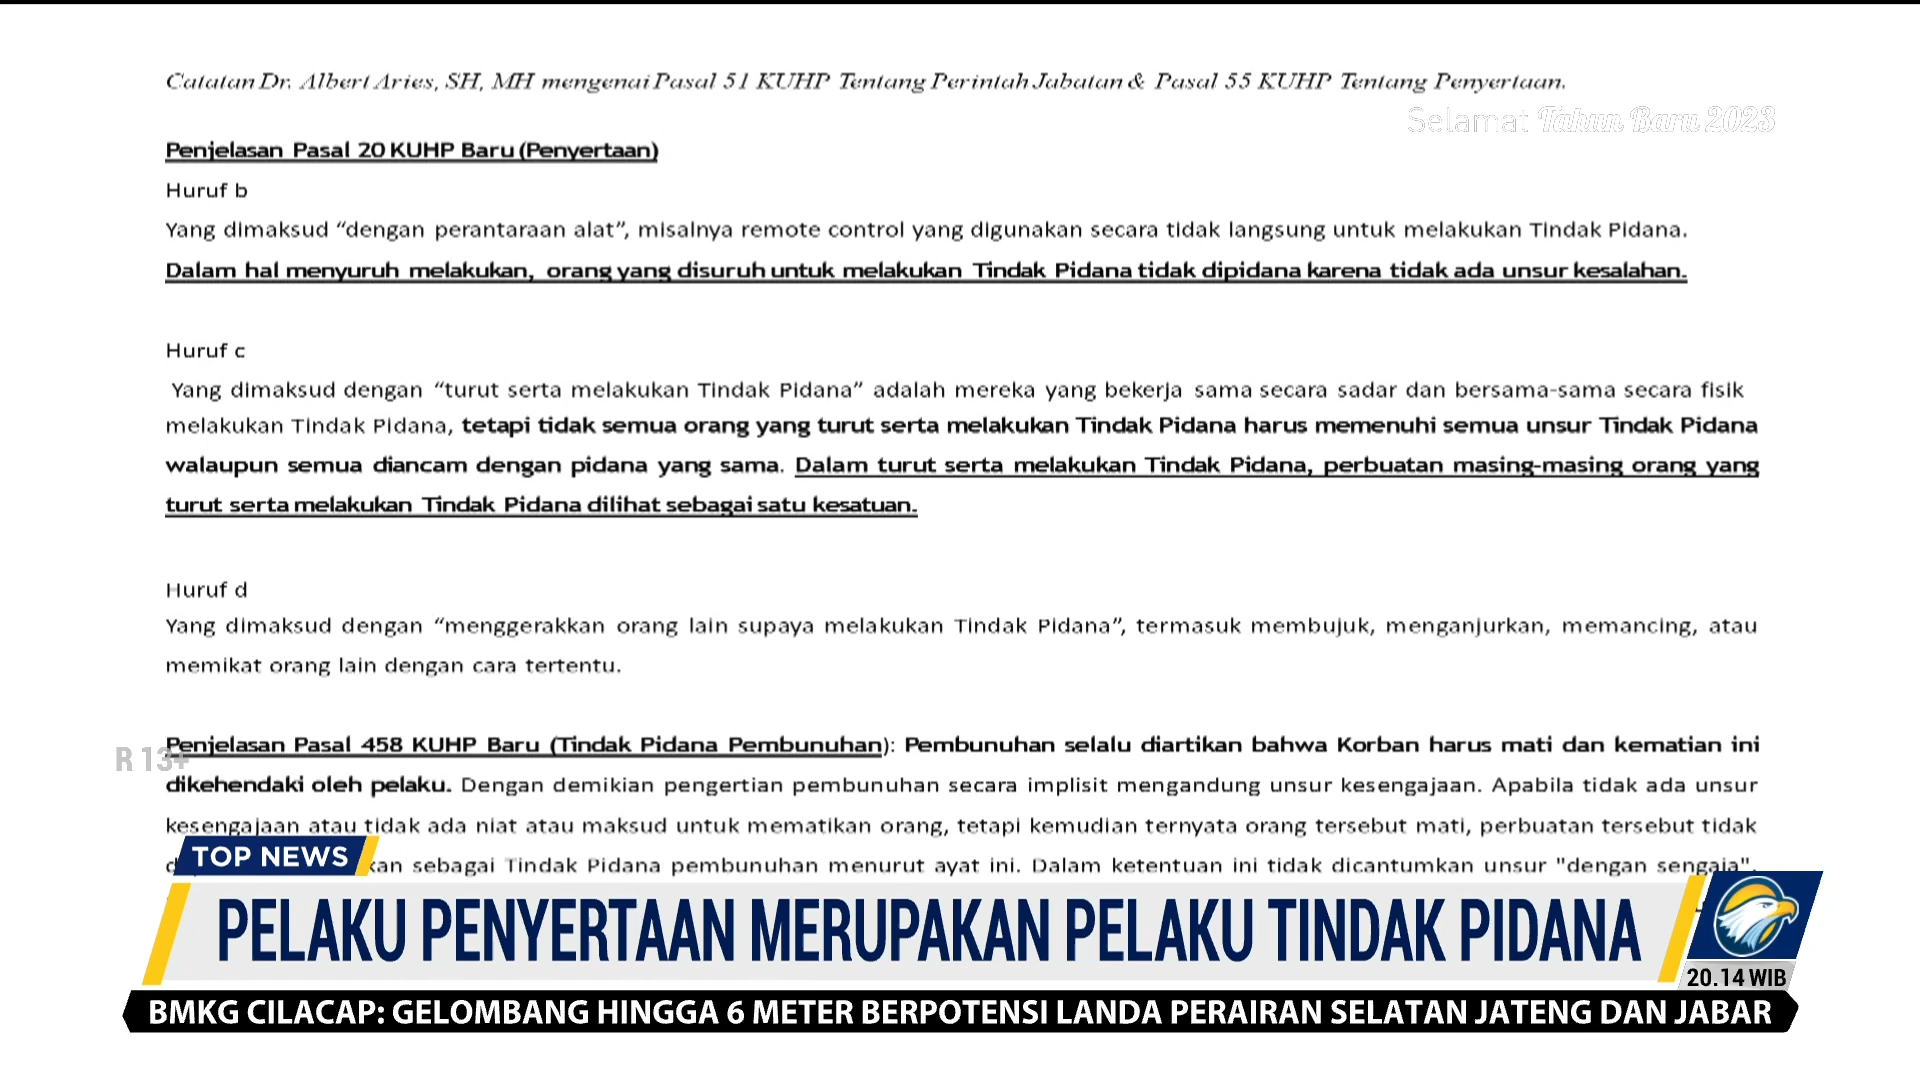 Catatan Dr. Albert Aries, SH, MH mengenai Pasal 51 KUHP Tentang Perintah Jabatan & Pasal 55 KUHP Tentang Penyertaan.
Selamat Tahun Baru 2023
Penjelasan Pasal 20 KUHP Baru (Penyertaan)
Huruf b
Yang dimaksud “dengan perantaraan alat”, misalnya remote control yang digunakan secara tidak langsung untuk melakukan Tindak Pidana.
Dalam hal menyuruh melakukan, orang yang disuruh untuk melakukan Tindak Pidana tidak dipidana karena tidak ada unsur kesalahan.
Huruf c
Yang dimaksud dengan “turut serta melakukan Tindak Pidana” adalah mereka yang bekerja sama secara sadar dan bersama-sama secara fisik
melakukan Tindak Pidana, tetapi tidak semua orang yang turut serta melakukan Tindak Pidana harus memenuhi semua unsur Tindak Pidana
walaupun semua diancam dengan pidana yang sama. Dalam turut serta melakukan Tindak Pidana, perbuatan masing-masing orang yang
turut serta melakukan Tindak Pidana dilihat sebagai satu kesatuan.
Huruf d
Yang dimaksud dengan “menggerakkan orang lain supaya melakukan Tindak Pidana”, termasuk membujuk, menganjurkan, memancing, atau
memikat orang lain dengan cara tertentu.
R 13+
Penjelasan Pasal 458 KUHP Baru (Tindak Pidana Pembunuhan): Pembunuhan selalu diartikan bahwa Korban harus mati dan kematian ini
dikehendaki oleh pelaku. Dengan demikian pengertian pembunuhan secara implisit mengandung unsur kesengajaan. Apabila tidak ada unsur
kesengajaan atau tidak ada niat atau maksud untuk mematikan orang, tetapi kemudian ternyata orang tersebut mati, perbuatan tersebut tidak
sebagai Tindak Pidana pembunuhan menurut ayat ini. Dalam ketentuan ini tidak dicantumkan unsur "dengan sengaja".
TOP NEWS
PELAKU PENYERTAAN MERUPAKAN PELAKU TINDAK PIDANA
20.14 WIB
BMKG CILACAP: GELOMBANG HINGGA 6 METER BERPOTENSI LANDA PERAIRAN SELATAN JATENG DAN JABAR